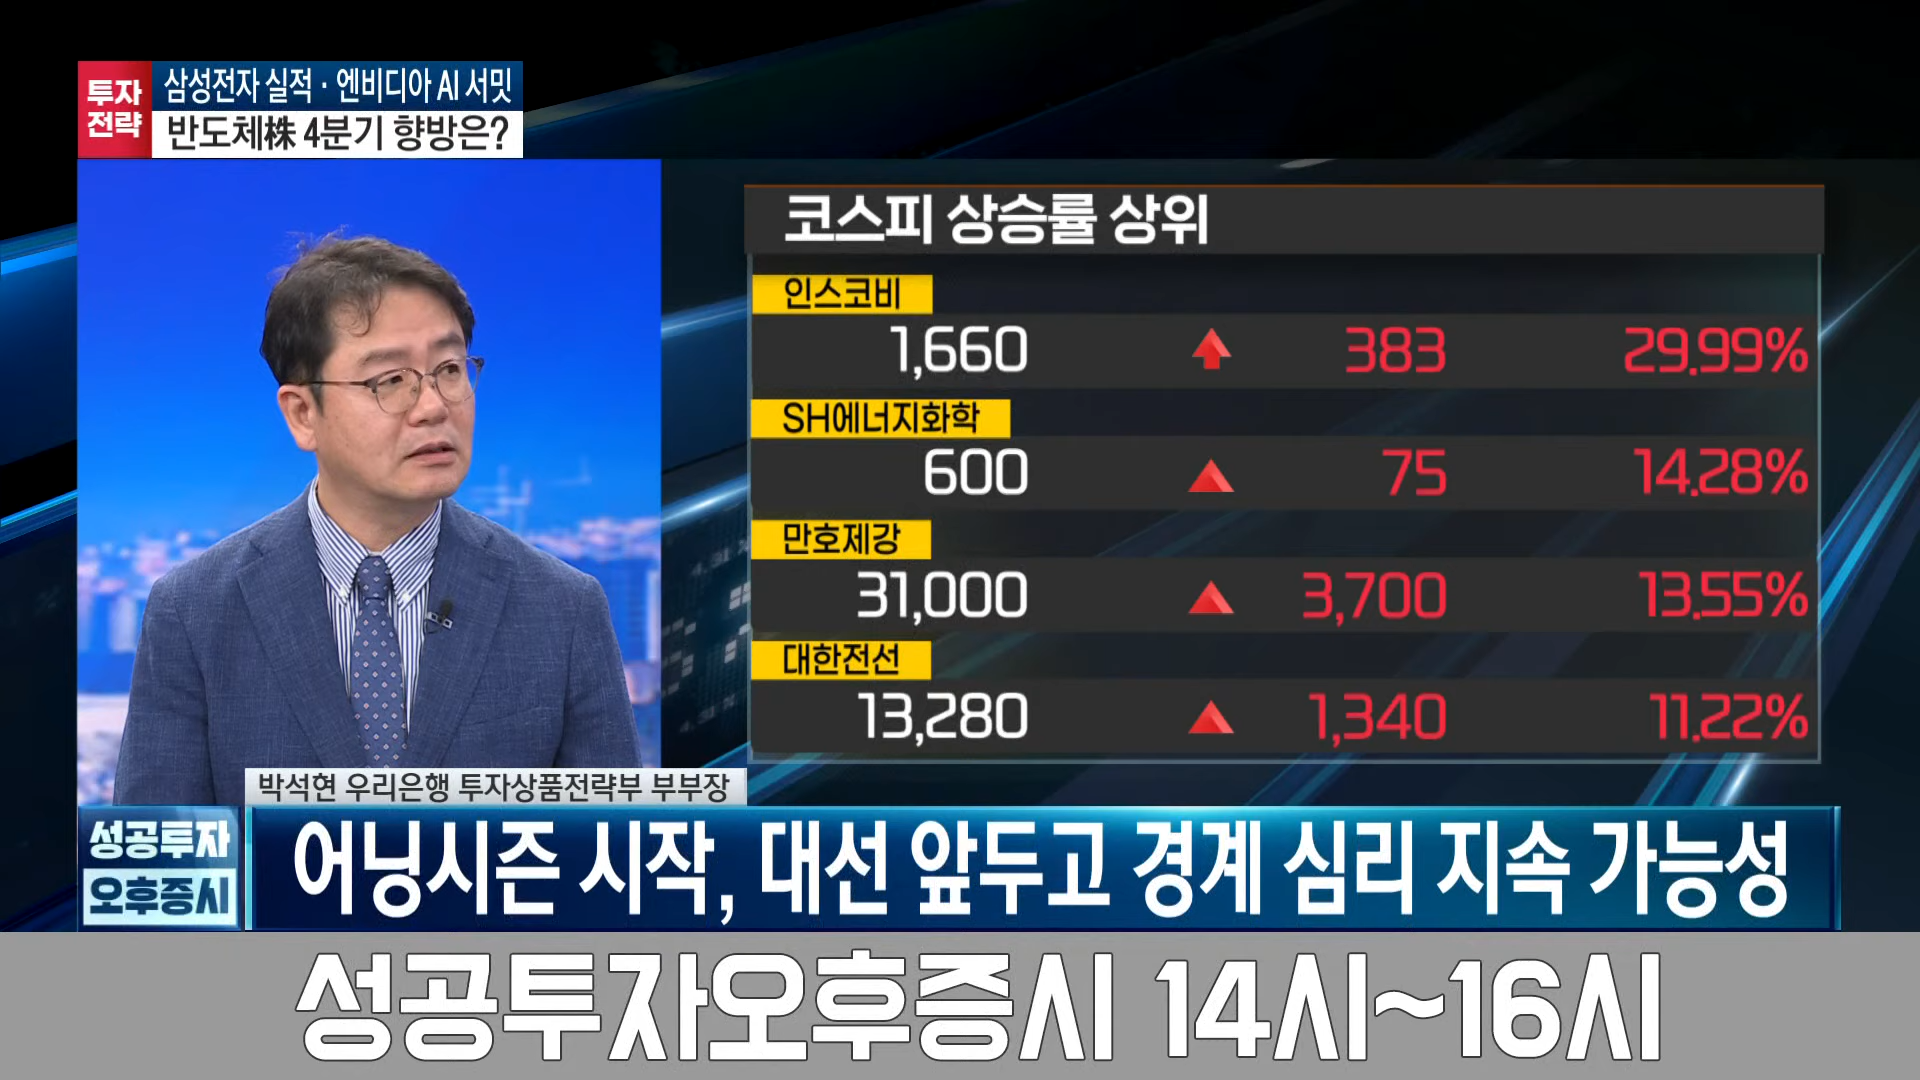 투자
전략
삼성전자 실적·엔비디아 AI 서밋
반도체株 4분기 향방은?
코스피 상승률 상위
인스코비
1,660 383 29.99%
SH에너지화학
600 75 14.28%
만호제강
31,000 3,700 13.55%
대한전선
13,280 1,340 11.22%
박석현 우리은행 투자상품전략부 부부장
성공투자
오후증시
어닝시즌 시작, 대선 앞두고 경계 심리 지속 가능성
성공투자오후증시 14시~16시